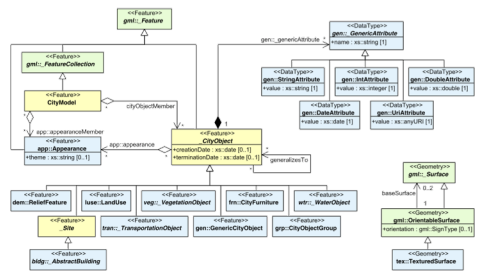 <<Feature>>
gml::_Feature
<<DataType>>
gen::_GenericAttribute
+name : xs::string [1]
gen::_genericAttribute
*
<<Feature>>
gml::_FeatureCollection
<<DataType>>
gen::StringAttribute
+value : xs::string [1]
<<DataType>>
gen::IntAttribute
+value : xs::integer [1]
<<DataType>>
gen::DoubleAttribute
+value : xs::double [1]
<<Feature>>
CityModel
*
cityObjectMember
*
*
app::appearanceMember
*
<<DataType>>
gen::DateAttribute
+value : xs::date [1]
<<DataType>>
gen::UriAttribute
+value : xs::anyURI [1]
1
<<Feature>>
_CityObject
+creationDate : xs::date [0..1]
+terminationDate : xs::date [0..1]
*
generalizesTo
*
<<Feature>>
app::Appearance
+theme : xs::string [0..1]
app::appearance
*
<<Geometry>>
gml::_Surface
baseSurface
0..2
1
<<Feature>>
dem::ReliefFeature
<<Feature>>
luse::LandUse
<<Feature>>
veg::_VegetationObject
<<Feature>>
frn::CityFurniture
<<Feature>>
wtr::_WaterObject
<<Feature>>
_Site
<<Feature>>
tran::_TransportationObject
<<Feature>>
gen::GenericCityObject
<<Feature>>
grp::CityObjectGroup
<<Geometry>>
gml::OrientableSurface
+orientation : gml::SignType [0..1]
<<Feature>>
bldg::_AbstractBuilding
<<Geometry>>
tex::TexturedSurface